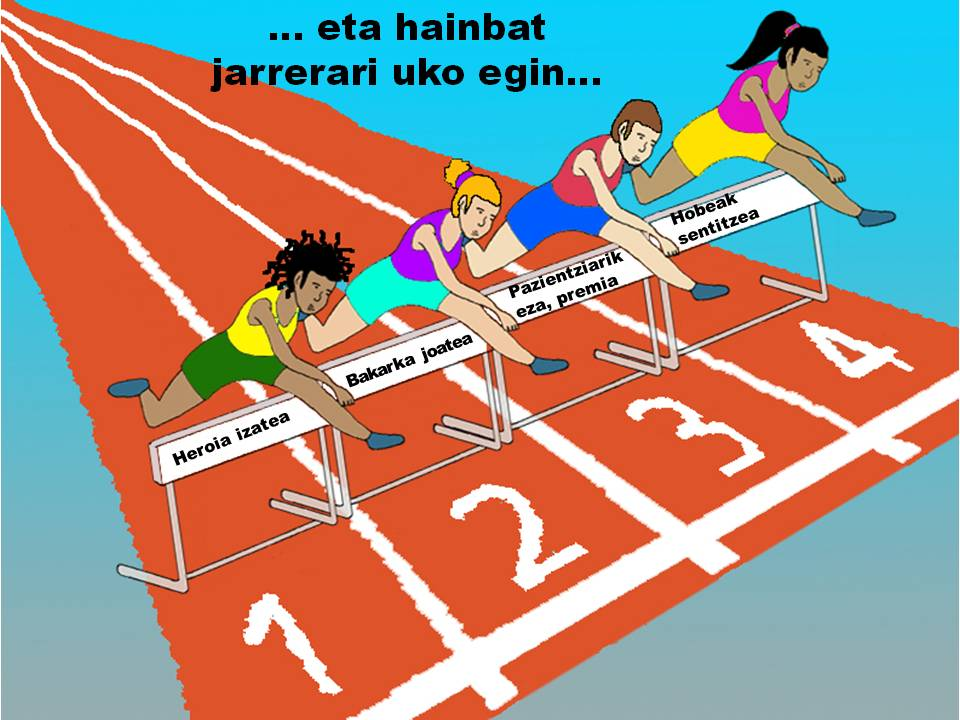 ... eta hainbat
jarrerari uko egin...
Hobeak
sentitzea
Pazientziarik
eza, premia
Bakarka joatea
Heroia izatea
1
2
3
4